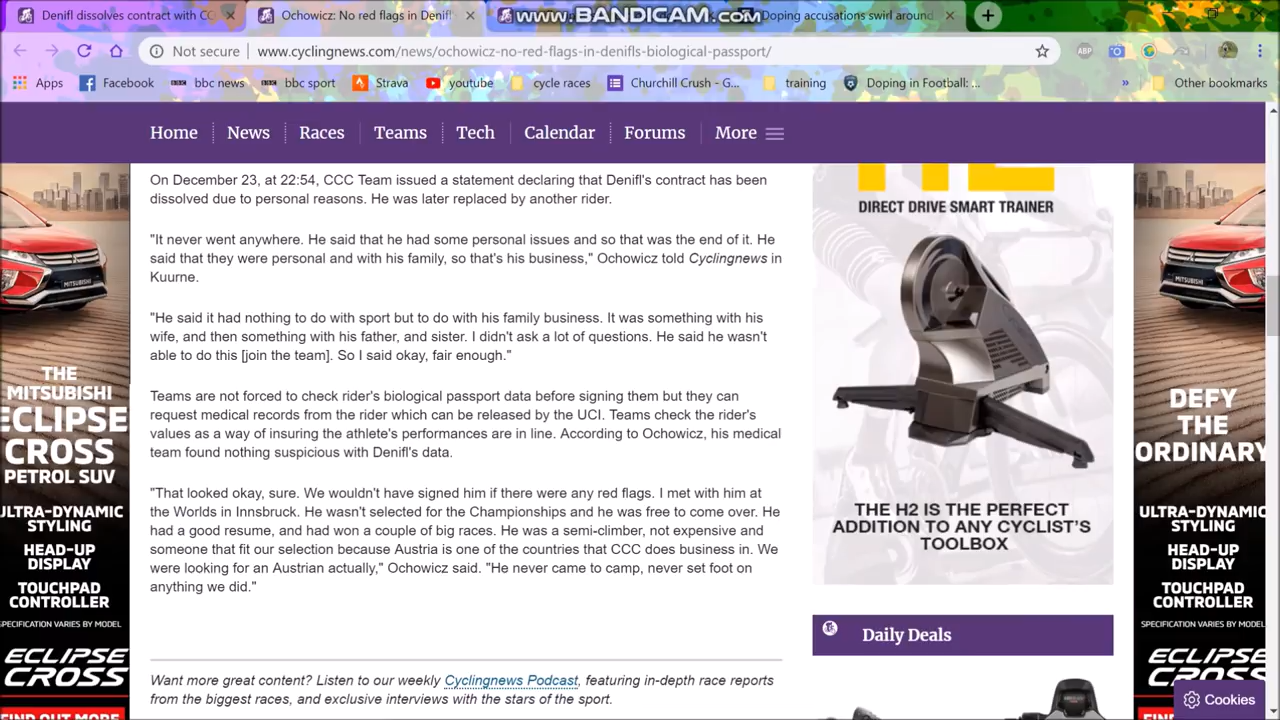 Denifl dissolves contract with CC
Ochowicz: No red flags in Denifl
www.BANDICAM.com
Doping accusations swirl around
Not secure
www.cyclingnews.com/news/ochowicz-no-red-flags-in-denifls-biological-passport/
ABP
Apps
Facebook
BBC
bbc news
BBC
bbc sport
Strava
youtube
cycle races
Churchill Crush - G...
training
Doping in Football: ...
»
Other bookmarks
Home
News
Races
Teams
Tech
Calendar
Forums
More
On December 23, at 22:54, CCC Team issued a statement declaring that Denifl's contract has been
dissolved due to personal reasons. He was later replaced by another rider.
"It never went anywhere. He said that he had some personal issues and so that was the end of it. He
said that they were personal and with his family, so that's his business," Ochowicz told Cyclingnews in
Kuurne.
"He said it had nothing to do with sport but to do with his family business. It was something with his
wife, and then something with his father, and sister. I didn't ask a lot of questions. He said he wasn't
able to do this [join the team]. So I said okay, fair enough."
Teams are not forced to check rider's biological passport data before signing them but they can
request medical records from the rider which can be released by the UCI. Teams check the rider's
values as a way of insuring the athlete's performances are in line. According to Ochowicz, his medical
team found nothing suspicious with Denifl's data.
"That looked okay, sure. We wouldn't have signed him if there were any red flags. I met with him at
the Worlds in Innsbruck. He wasn't selected for the Championships and he was free to come over. He
had a good resume, and had won a couple of big races. He was a semi-climber, not expensive and
someone that fit our selection because Austria is one of the countries that CCC does business in. We
were looking for an Austrian actually," Ochowicz said. "He never came to camp, never set foot on
anything we did."
Want more great content? Listen to our weekly Cyclingnews Podcast, featuring in-depth race reports
from the biggest races, and exclusive interviews with the stars of the sport.
DIRECT DRIVE SMART TRAINER
THE H2 IS THE PERFECT
ADDITION TO ANY CYCLIST'S
TOOLBOX
Daily Deals
MITSUBISHI
THE
MITSUBISHI
ECLIPSE
CROSS
PETROL SUV
ULTRA-DYNAMIC
STYLING
HEAD-UP
DISPLAY
TOUCHPAD
CONTROLLER
SPECIFICATION VARIES BY MODEL
ECLIPSE
CROSS
FIND OUT MORE
MITSUBISHI
DEFY
THE
ORDINARY
ULTRA-DYNAMIC
STYLING
HEAD-UP
DISPLAY
TOUCHPAD
CONTROLLER
SPECIFICATION VARIES BY MODEL
ECLIPSE
CROSS
FIND
Cookies